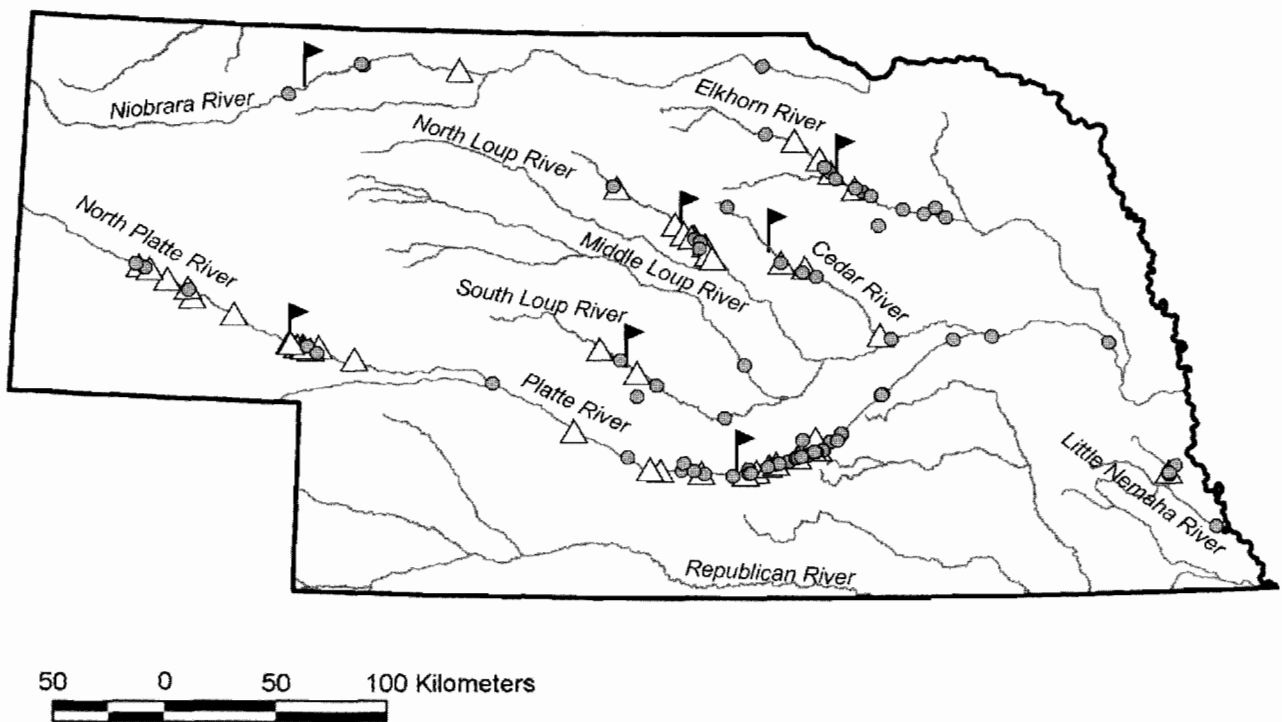 Niobrara River
Elkhorn River
North Loup River
North Platte River
Middle Loup River
Cedar River
South Loup River
Platte River
Little Nemaha River
Republican River
50 0 50 100 Kilometers